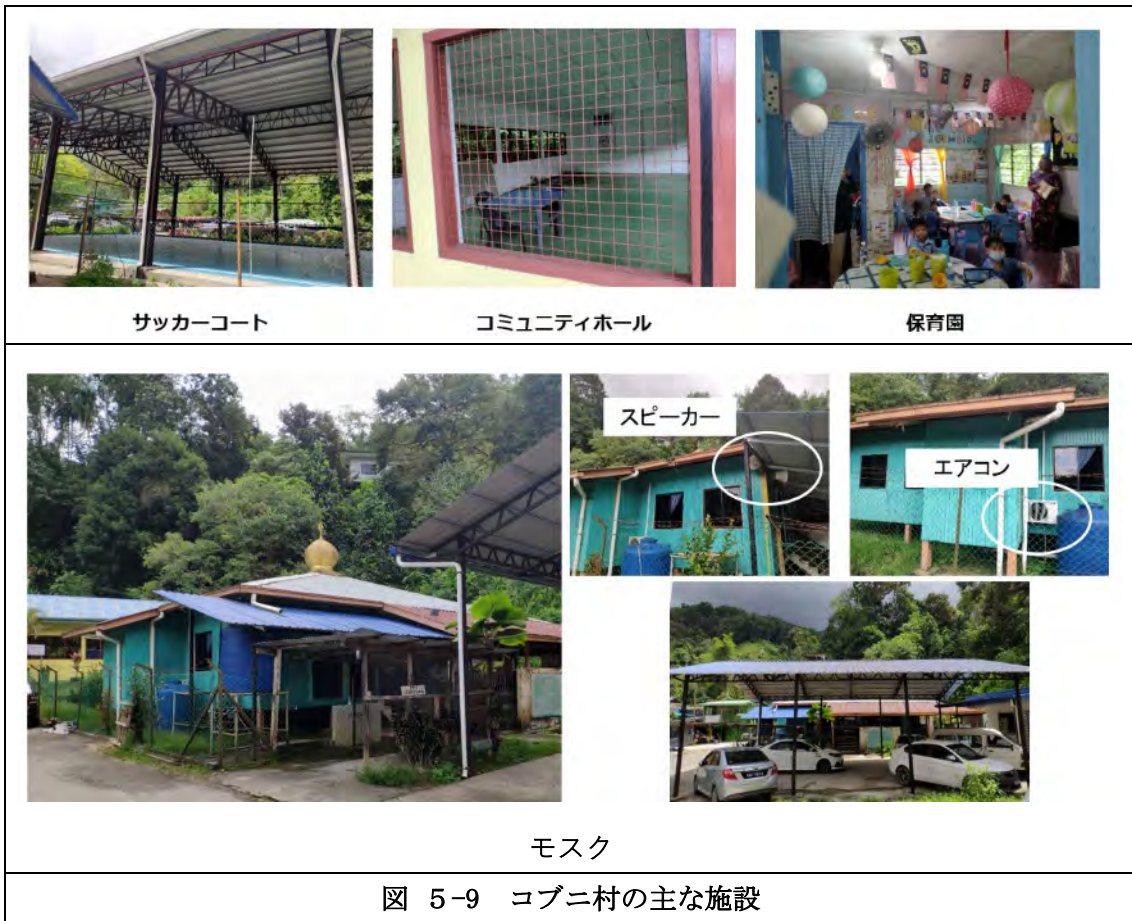 サッカーコート
コミュニティホール
保育園
スピーカー
エアコン
モスク
図 5-9 コブニ村の主な施設